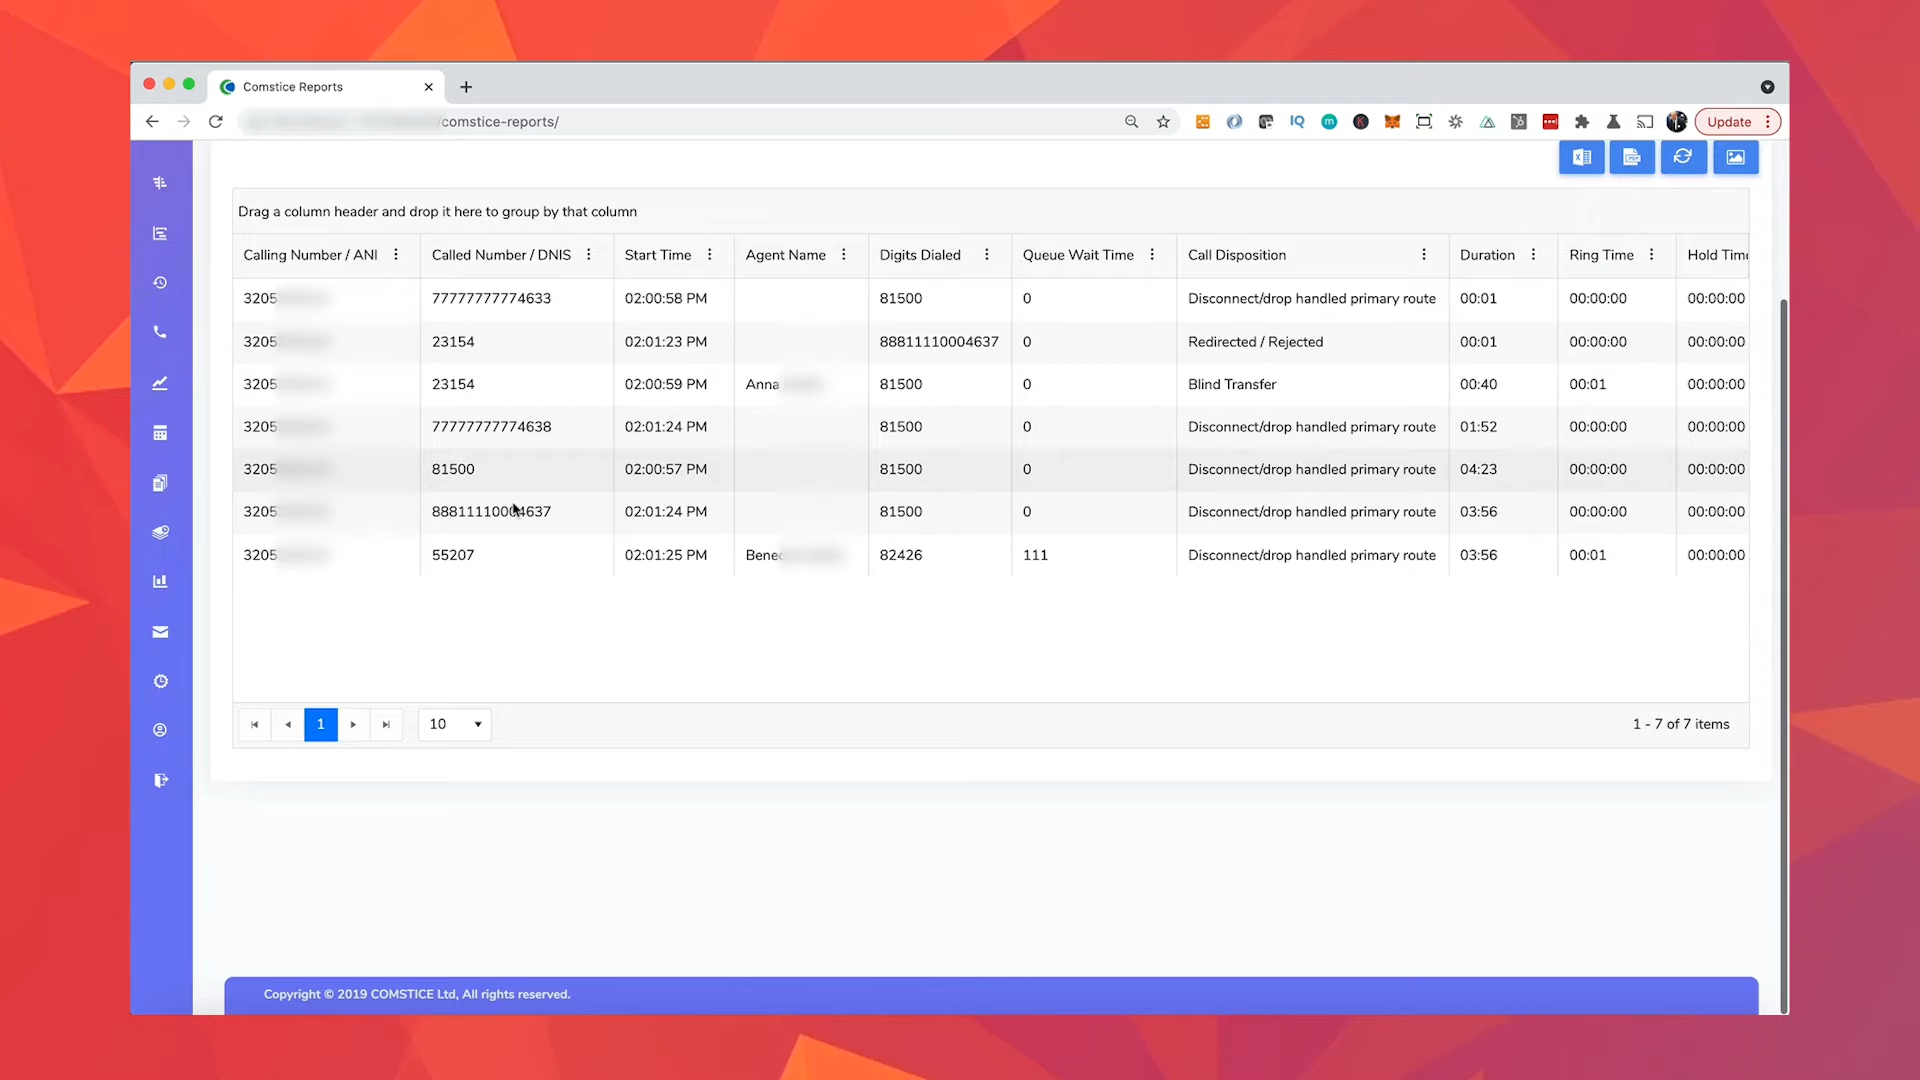 Comstice Reports
comstice-reports/
IQ
Update
Drag a column header and drop it here to group by that column
Calling Number / ANI Called Number / DNIS Start Time Agent Name Digits Dialed Queue Wait Time Call Disposition Duration Ring Time Hold Time
3205 77777777774633 02:00:58 PM 81500 0 Disconnect/drop handled primary route 00:01 00:00:00 00:00:00
3205 23154 02:01:23 PM 88811110004637 0 Redirected / Rejected 00:01 00:00:00 00:00:00
3205 23154 02:00:59 PM Anna 81500 0 Blind Transfer 00:40 00:01 00:00:00
3205 77777777774638 02:01:24 PM 81500 0 Disconnect/drop handled primary route 01:52 00:00:00 00:00:00
3205 81500 02:00:57 PM 81500 0 Disconnect/drop handled primary route 04:23 00:00:00 00:00:00
3205 88811110004637 02:01:24 PM 81500 0 Disconnect/drop handled primary route 03:56 00:00:00 00:00:00
3205 55207 02:01:25 PM Bene 82426 111 Disconnect/drop handled primary route 03:56 00:01 00:00:00
1 10 1 - 7 of 7 items
Copyright © 2019 COMSTICE Ltd, All rights reserved.